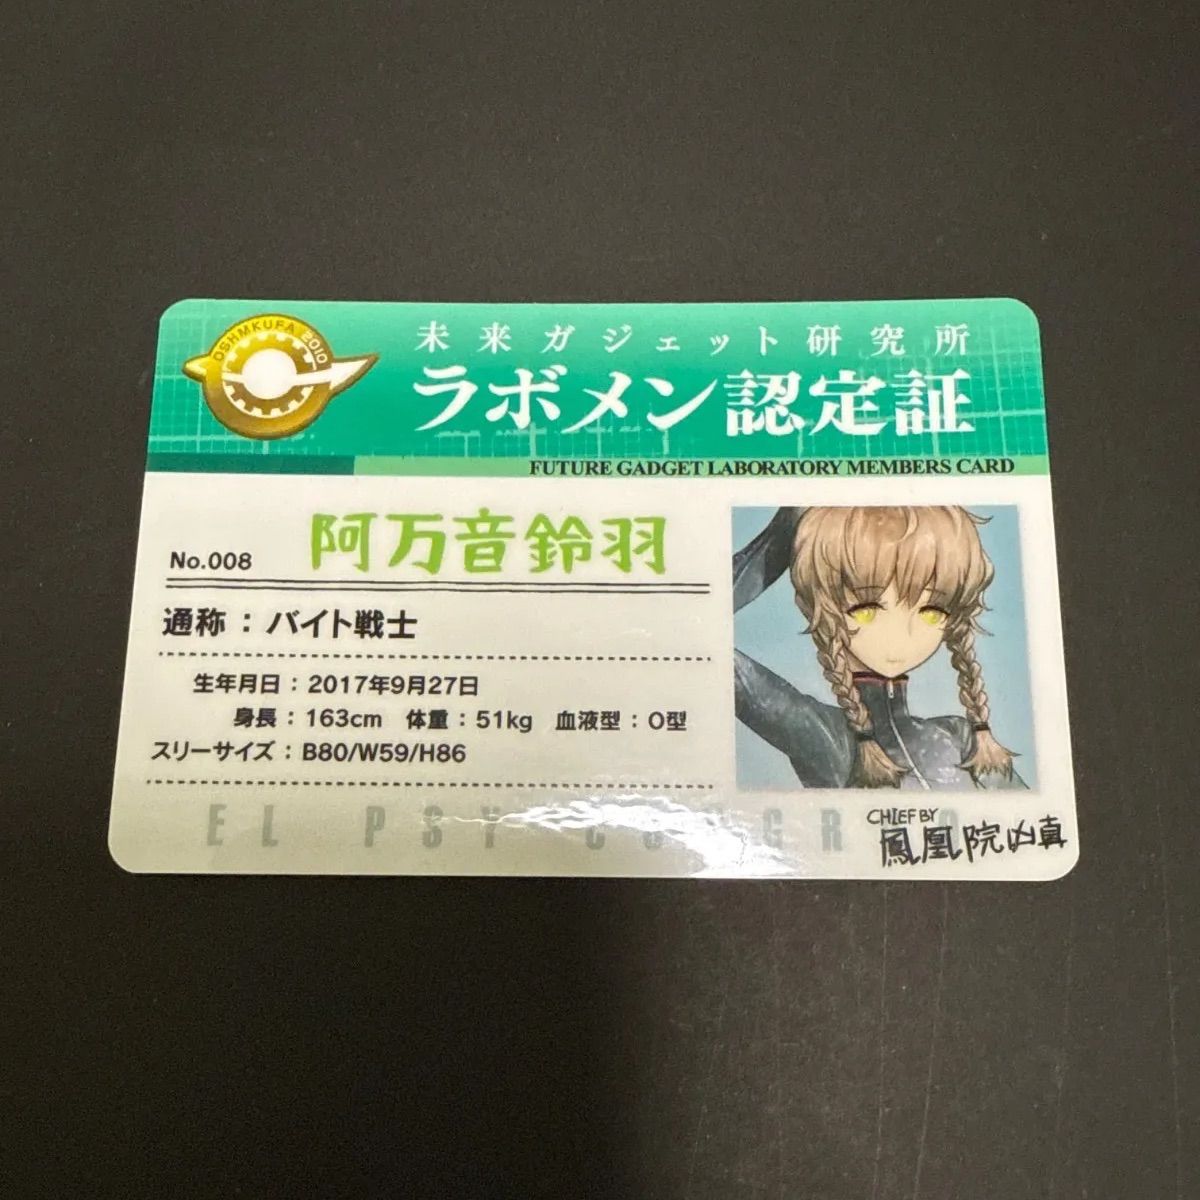 OSHMKUFA 2010
未来ガジェット研究所
ラボメン認定証
FUTURE GADGET LABORATORY MEMBERS CARD
No.008 阿万音鈴羽
通称：バイト戦士
生年月日：2017年9月27日
身長：163cm 体重：51kg 血液型：O型
スリーサイズ：B80/W59/H86
EL PSY
CHIEF BY
鳳凰院凶真